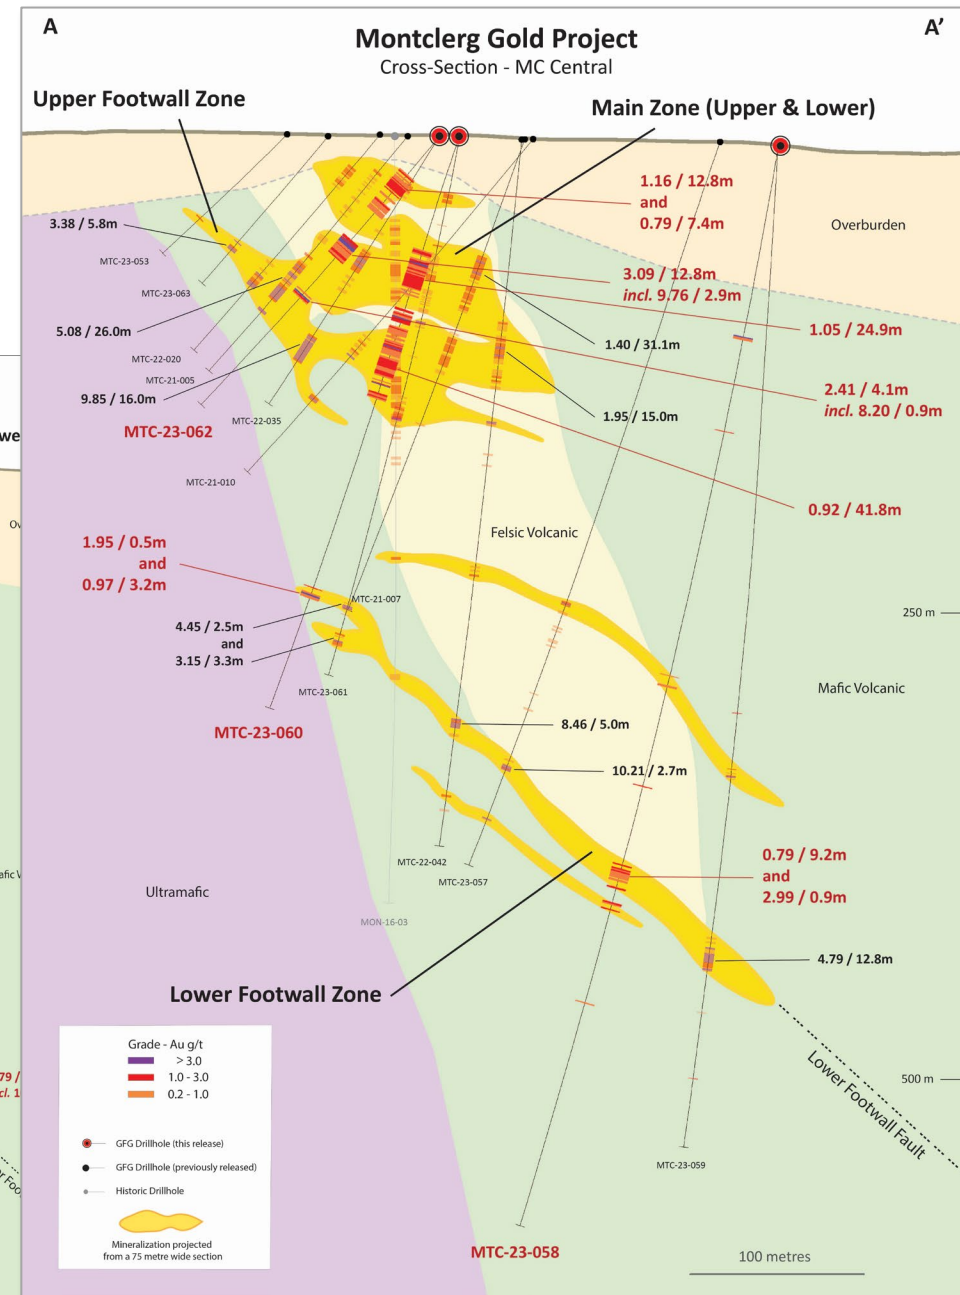 A
A'
Montclerg Gold Project
Cross-Section - MC Central
Upper Footwall Zone
Main Zone (Upper & Lower)
1.16 / 12.8m
and
0.79 / 7.4m
Overburden
3.38 / 5.8m
MTC-23-053
3.09 / 12.8m
incl. 9.76 / 2.9m
MTC-23-063
5.08 / 26.0m
1.05 / 24.9m
1.40 / 31.1m
MTC-22-020
MTC-21-005
2.41 / 4.1m
incl. 8.20 / 0.9m
9.85 / 16.0m
1.95 / 15.0m
MTC-22-035
MTC-23-062
MTC-21-010
0.92 / 41.8m
Felsic Volcanic
1.95 / 0.5m
and
0.97 / 3.2m
MTC-21-007
250 m
4.45 / 2.5m
and
3.15 / 3.3m
MTC-23-061
Mafic Volcanic
MTC-23-060
8.46 / 5.0m
10.21 / 2.7m
MTC-22-042
MTC-23-057
0.79 / 9.2m
and
2.99 / 0.9m
Ultramafic
MON-16-03
4.79 / 12.8m
Lower Footwall Zone
Lower Footwall Fault
500 m
Grade - Au g/t
> 3.0
1.0 - 3.0
0.2 - 1.0
GFG Drillhole (this release)
GFG Drillhole (previously released)
Historic Drillhole
Mineralization projected
from a 75 metre wide section
MTC-23-059
MTC-23-058
100 metres